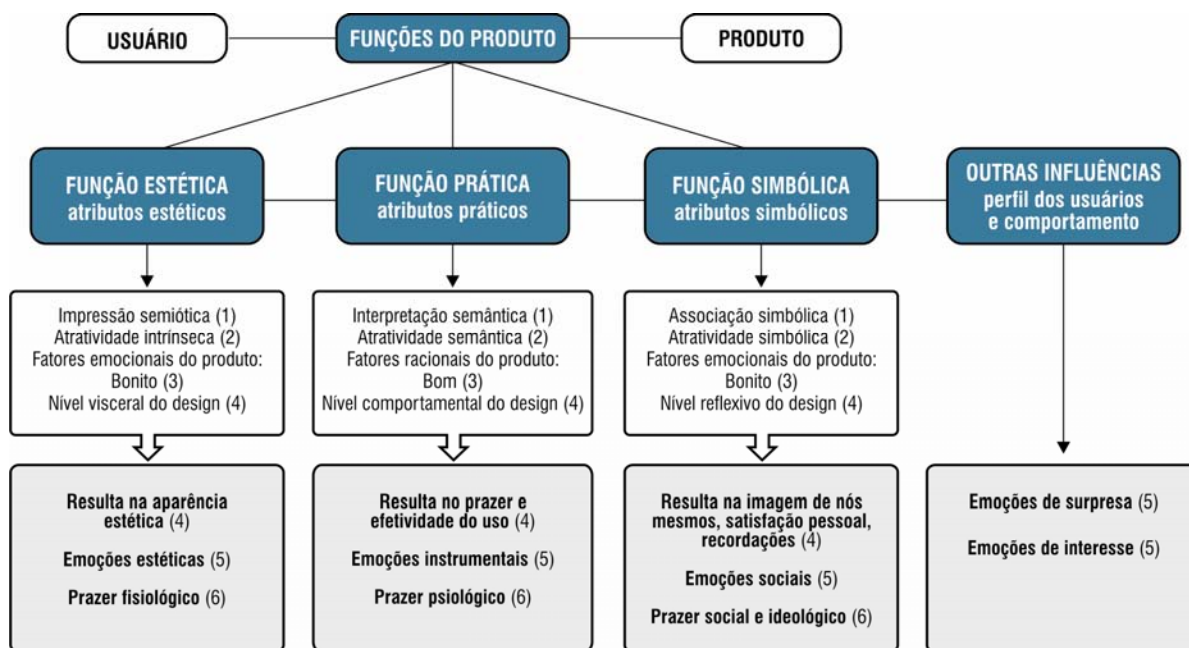 USUÁRIO
FUNÇÕES DO PRODUTO
PRODUTO
FUNÇÃO ESTÉTICA
atributos estéticos
FUNÇÃO PRÁTICA
atributos práticos
FUNÇÃO SIMBÓLICA
atributos simbólicos
OUTRAS INFLUÊNCIAS
perfil dos usuários
e comportamento
Impressão semiótica (1)
Atratividade intrínseca (2)
Fatores emocionais do produto:
Bonito (3)
Nível visceral do design (4)
Interpretação semântica (1)
Atratividade semântica (2)
Fatores racionais do produto:
Bom (3)
Nível comportamental do design (4)
Associação simbólica (1)
Atratividade simbólica (2)
Fatores emocionais do produto:
Bonito (3)
Nível reflexivo do design (4)
Resulta na aparência
estética (4)
Emoções estéticas (5)
Prazer fisiológico (6)
Resulta no prazer e
efetividade do uso (4)
Emoções instrumentais (5)
Prazer psiológico (6)
Resulta na imagem de nós
mesmos, satisfação pessoal,
recordações (4)
Emoções sociais (5)
Prazer social e ideológico (6)
Emoções de surpresa (5)
Emoções de interesse (5)